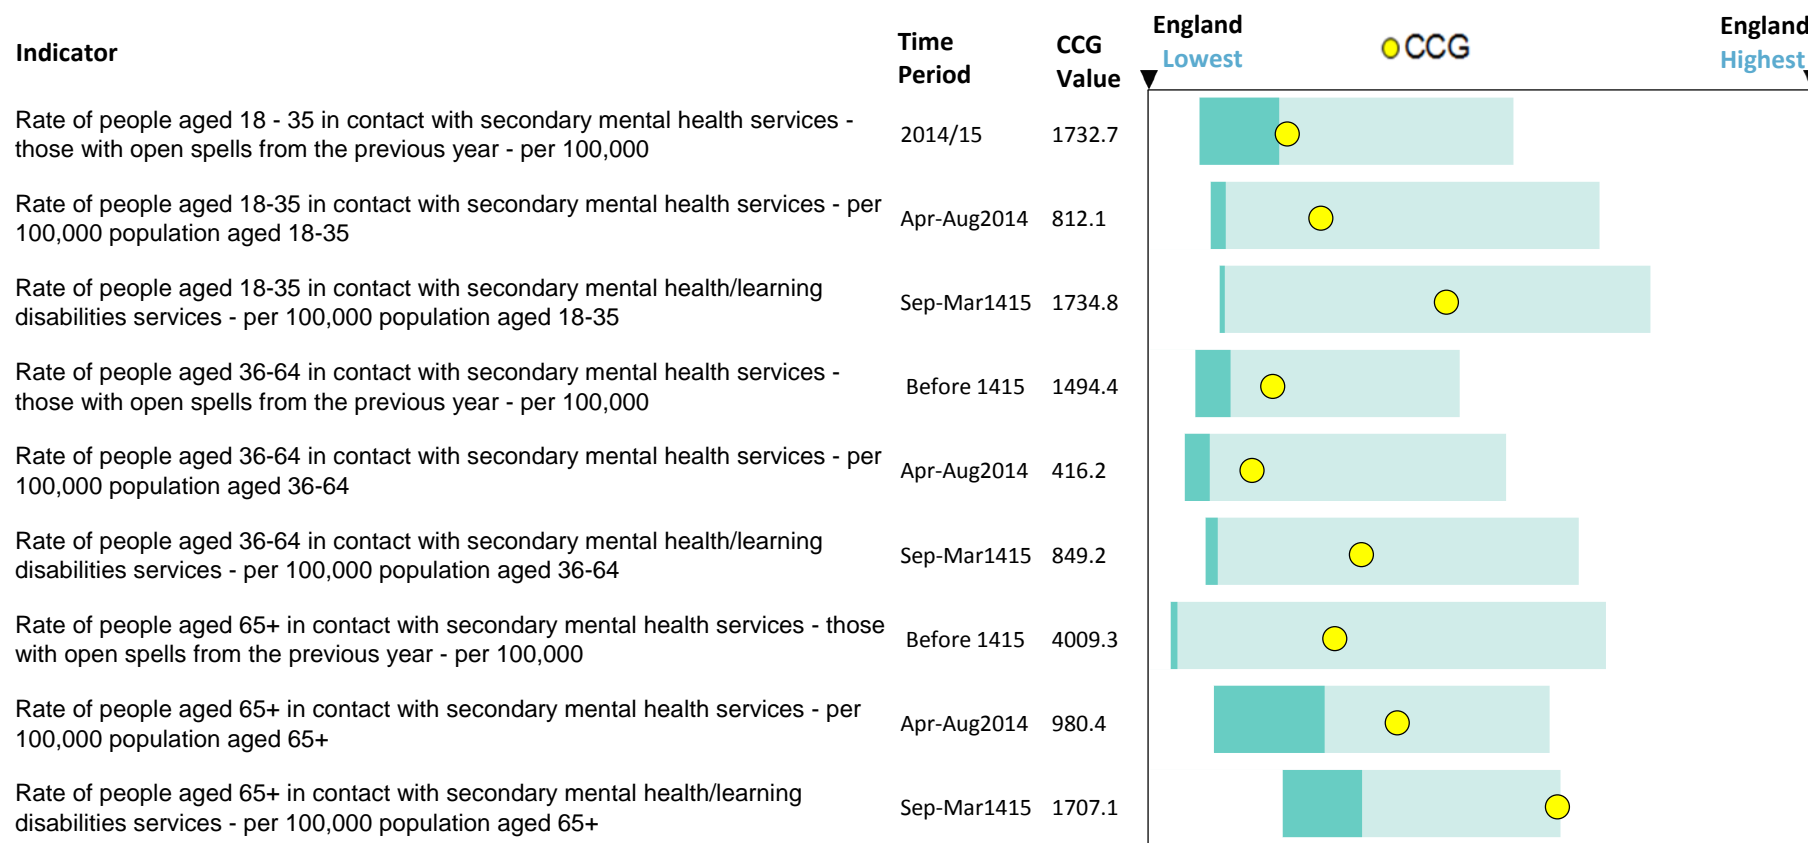 Indicator
Time
Period
CCG
Value
England
Lowest
CCG
England
Highest
Rate of people aged 18 - 35 in contact with secondary mental health services -
those with open spells from the previous year - per 100,000
2014/15
1732.7
Rate of people aged 18-35 in contact with secondary mental health services - per
100,000 population aged 18-35
Apr-Aug2014
812.1
Rate of people aged 18-35 in contact with secondary mental health/learning
disabilities services - per 100,000 population aged 18-35
Sep-Mar1415
1734.8
Rate of people aged 36-64 in contact with secondary mental health services -
those with open spells from the previous year - per 100,000
Before 1415
1494.4
Rate of people aged 36-64 in contact with secondary mental health services - per
100,000 population aged 36-64
Apr-Aug2014
416.2
Rate of people aged 36-64 in contact with secondary mental health/learning
disabilities services - per 100,000 population aged 36-64
Sep-Mar1415
849.2
Rate of people aged 65+ in contact with secondary mental health services - those
with open spells from the previous year - per 100,000
Before 1415
4009.3
Rate of people aged 65+ in contact with secondary mental health services - per
100,000 population aged 65+
Apr-Aug2014
980.4
Rate of people aged 65+ in contact with secondary mental health/learning
disabilities services - per 100,000 population aged 65+
Sep-Mar1415
1707.1